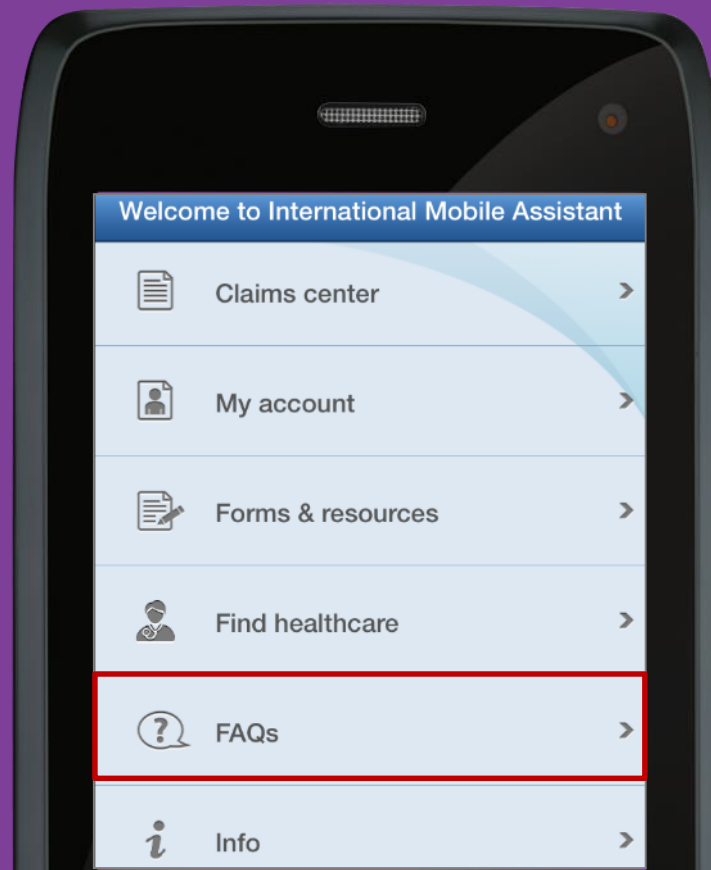 Welcome to International Mobile Assistant
Claims center
My account
Forms & resources
Find healthcare
FAQs
Info